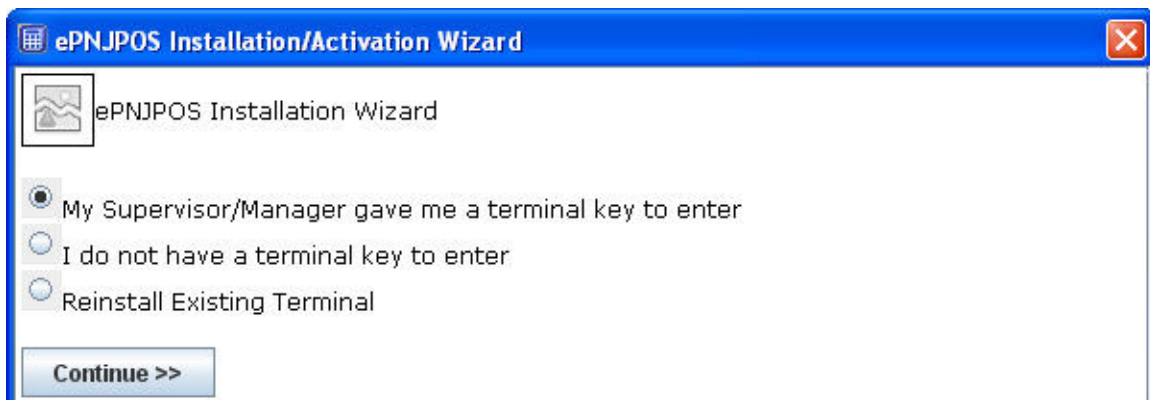 ePNJPOS Installation/Activation Wizard
ePNJPOS Installation Wizard
My Supervisor/Manager gave me a terminal key to enter
I do not have a terminal key to enter
Reinstall Existing Terminal
Continue >>